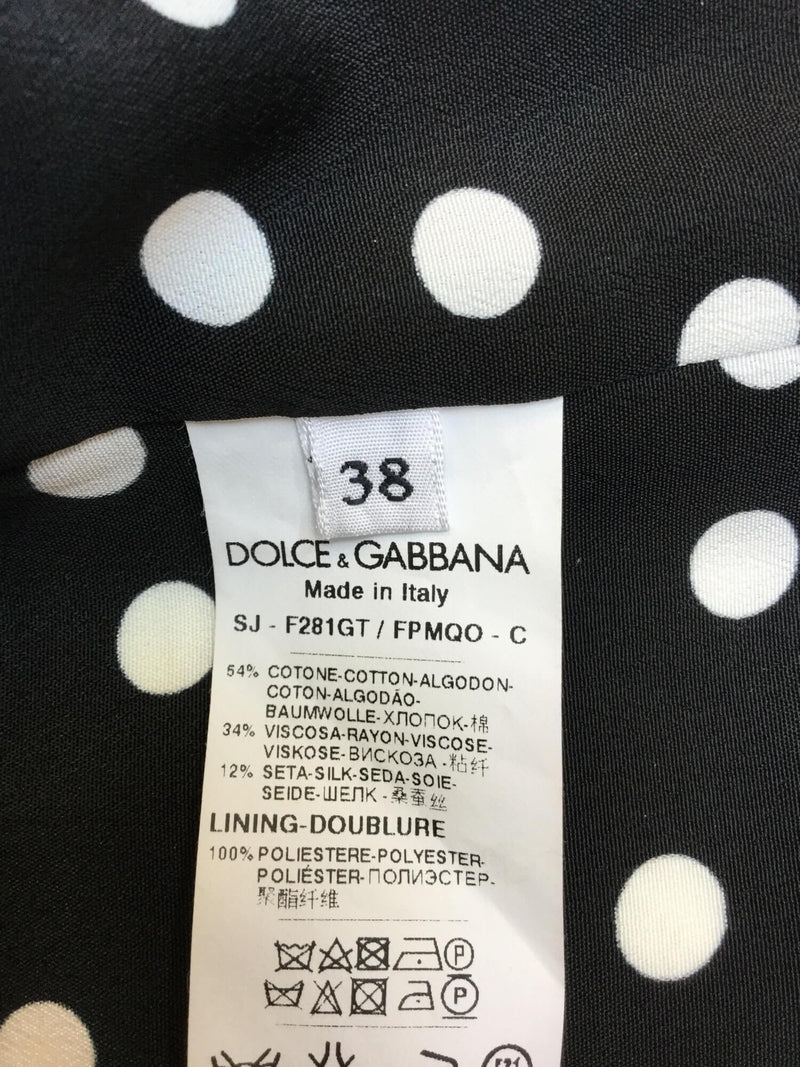 38
DOLCE & GABBANA
Made in Italy
SJ - F281GT / FPMQO - C
54% COTONE-COTTON-ALGODON-
COTON-ALGODÃO-
BAUMWOLLE-ХЛОПОК-棉
34% VISCOSA-RAYON-VISCOSE-
VISKOSE-ВИСКОЗА-粘纤
12% SETA-SILK-SEDA-SOIE-
SEIDE-ШЕЛК-桑蚕丝
LINING-DOUBLURE
100% POLIESTERE-POLYESTER-
POLIÉSTER-ПОЛИЭСТЕР-
聚酯纤维
P
P